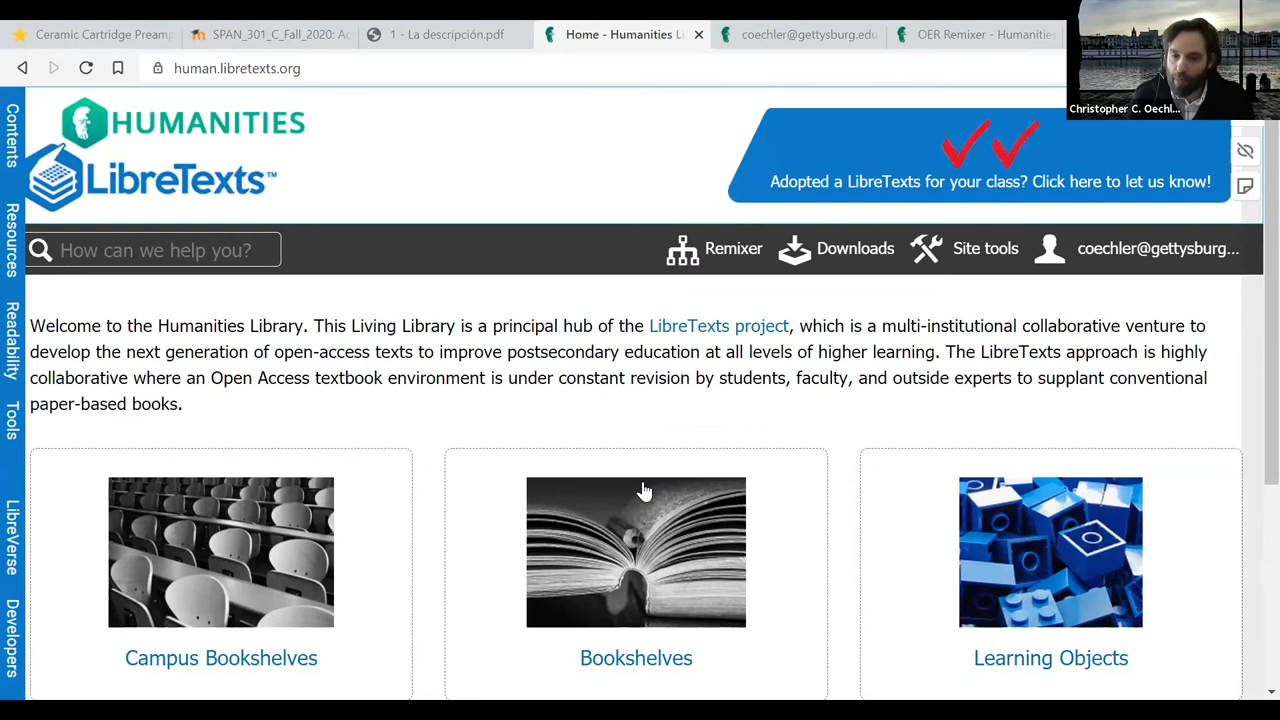 Ceramic Cartridge Preamp
SPAN_301_C_Fall_2020: Ac
1 - La descripción.pdf
Home - Humanities Li
coechler@gettysburg.edu
OER Remixer - Humanities
human.libretexts.org
Christopher C. Oechl...
HUMANITIES
LibreTexts™
Adopted a LibreTexts for your class? Click here to let us know!
How can we help you?
Remixer
Downloads
Site tools
coechler@gettysburg...
Contents
Resources
Readability
Tools
LibreVerse
Developers
Welcome to the Humanities Library. This Living Library is a principal hub of the LibreTexts project, which is a multi-institutional collaborative venture to
develop the next generation of open-access texts to improve postsecondary education at all levels of higher learning. The LibreTexts approach is highly
collaborative where an Open Access textbook environment is under constant revision by students, faculty, and outside experts to supplant conventional
paper-based books.
Campus Bookshelves
Bookshelves
Learning Objects